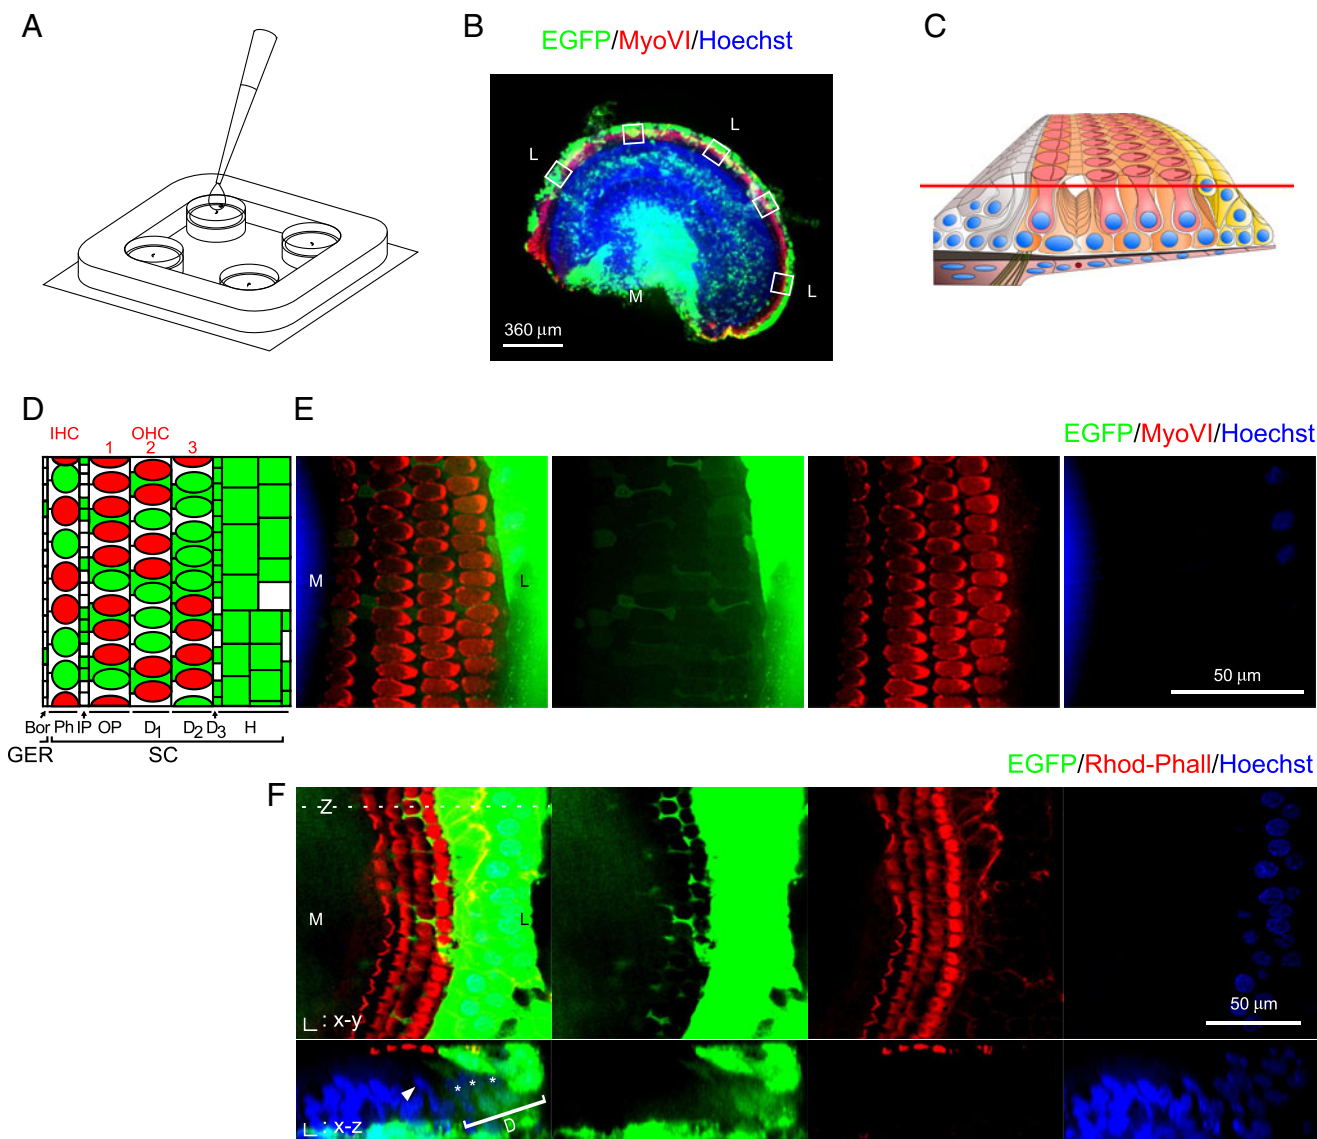 A
B
EGFP/MyoVI/Hoechst
C
L
L
L
M
360 µm
D
IHC
OHC
1 2 3
Bor Ph IP OP D1 D2 D3 H
GER SC
E
EGFP/MyoVI/Hoechst
M
L
50 µm
EGFP/Rhod-Phall/Hoechst
F
Z
M
L
: x-y
50 µm
* * *
D
: x-z